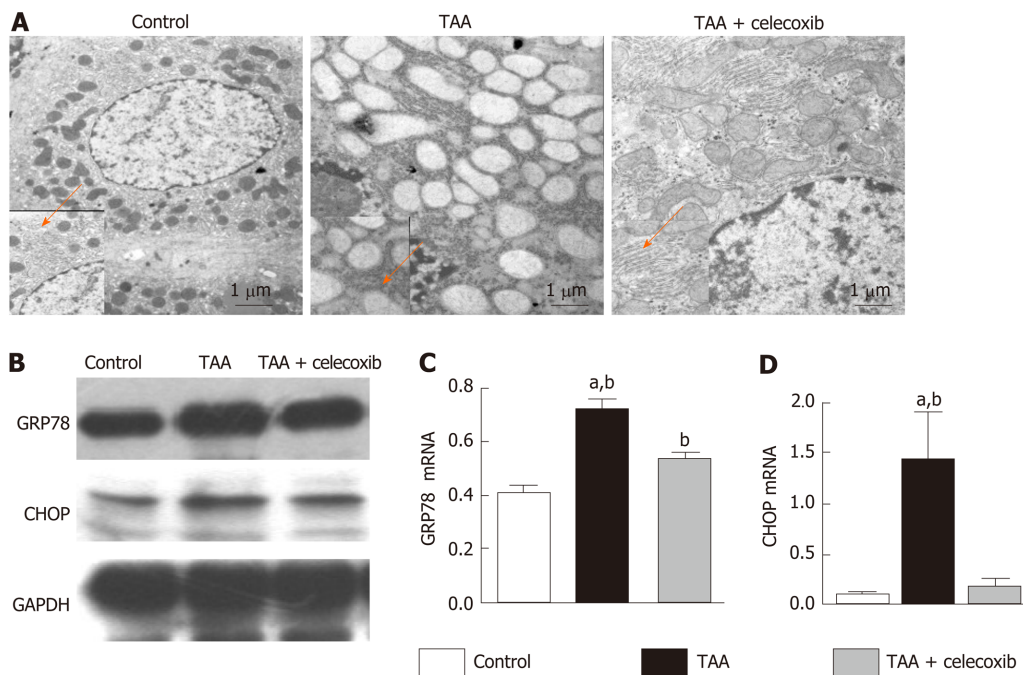 A
Control TAA TAA + celecoxib
1 μm 1 μm 1 μm
B
Control TAA TAA + celecoxib
GRP78
CHOP
GAPDH
C
GRP78 mRNA
0.8
0.6
0.4
0.2
0.0
a,b
b
D
CHOP mRNA
2.0
1.5
1.0
0.5
0.0
a,b
Control TAA TAA + celecoxib